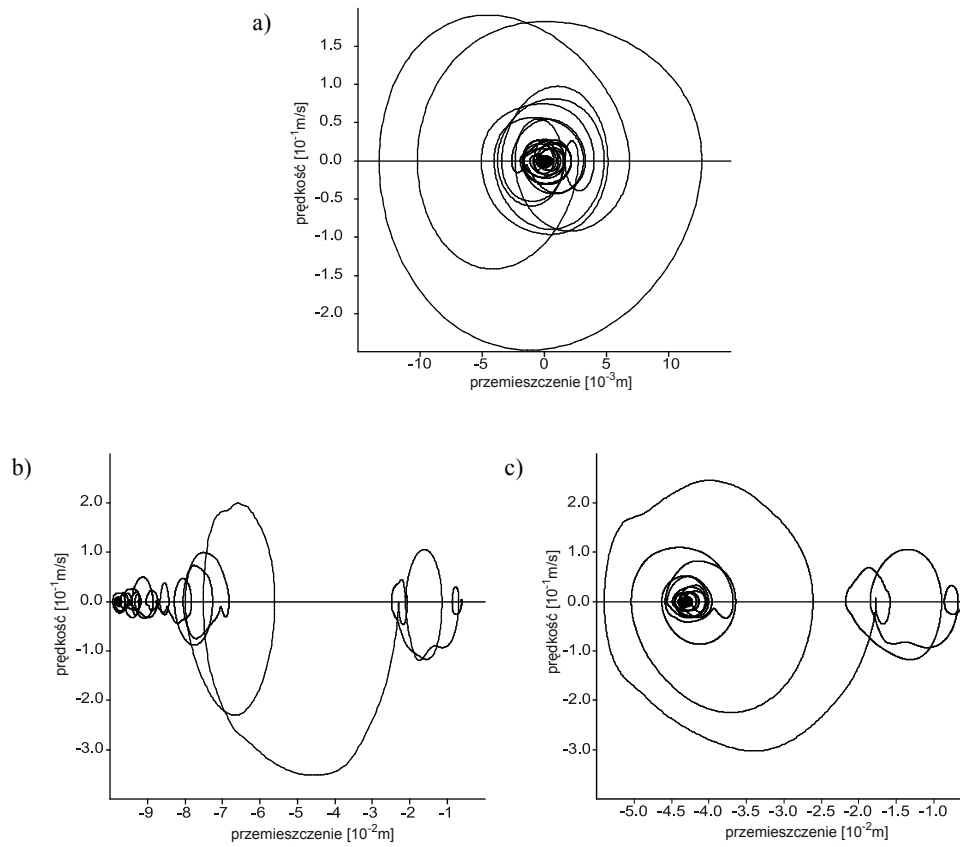 a)
1.5
1.0
0.5
0.0
-0.5
-1.0
-1.5
-2.0
prędkość [10⁻¹m/s]
-10 -5 0 5 10
przemieszczenie [10⁻³m]
b)
2.0
1.0
0.0
-1.0
-2.0
-3.0
prędkość [10⁻¹m/s]
-9 -8 -7 -6 -5 -4 -3 -2 -1
przemieszczenie [10⁻²m]
c)
2.0
1.0
0.0
-1.0
-2.0
-3.0
prędkość [10⁻¹m/s]
-5.0 -4.5 -4.0 -3.5 -3.0 -2.5 -2.0 -1.5 -1.0
przemieszczenie [10⁻²m]